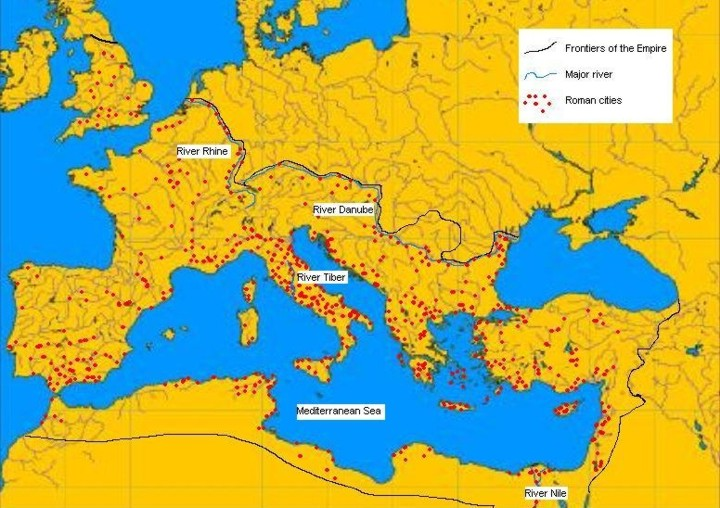 Frontiers of the Empire
Major river
Roman cities
River Rhine
River Danube
River Tiber
Mediterranean Sea
River Nile